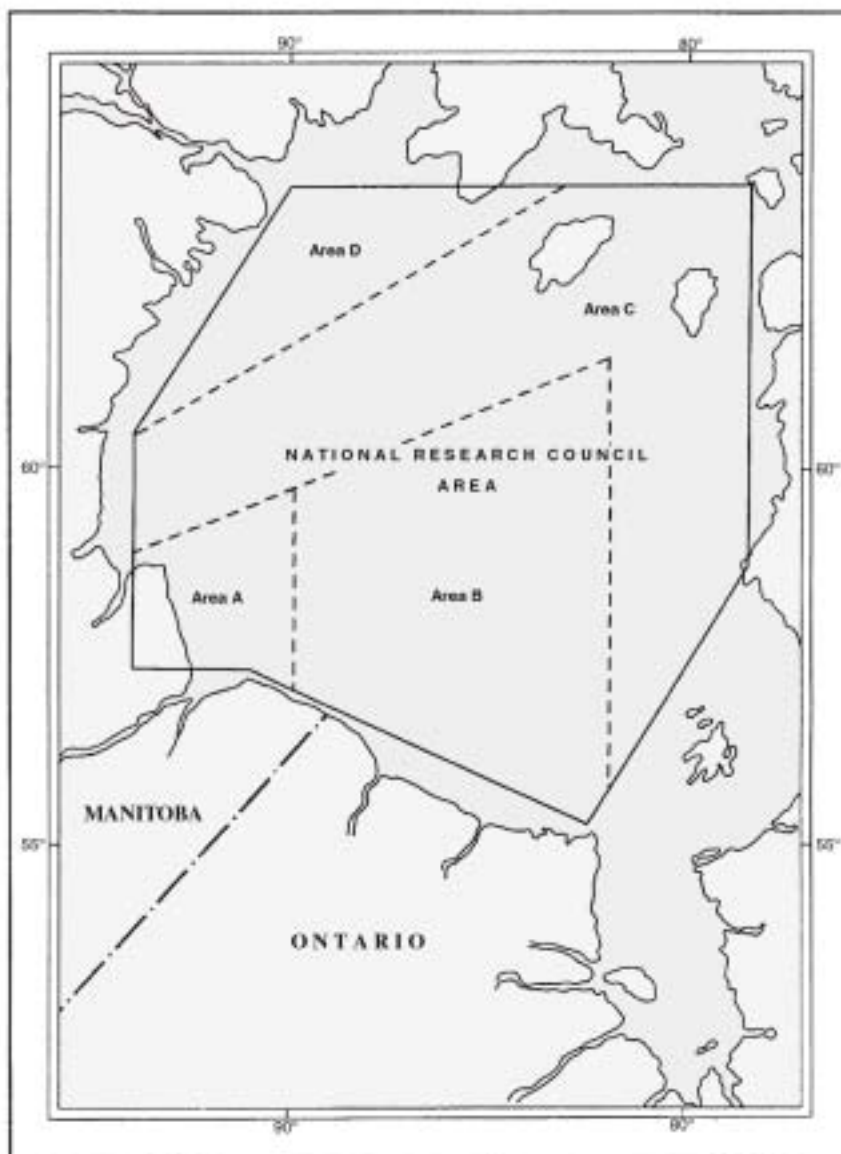 90° 80°
Area D
Area C
60° 60°
NATIONAL RESEARCH COUNCIL
AREA
Area A Area B
MANITOBA
55° 55°
ONTARIO
90° 80°